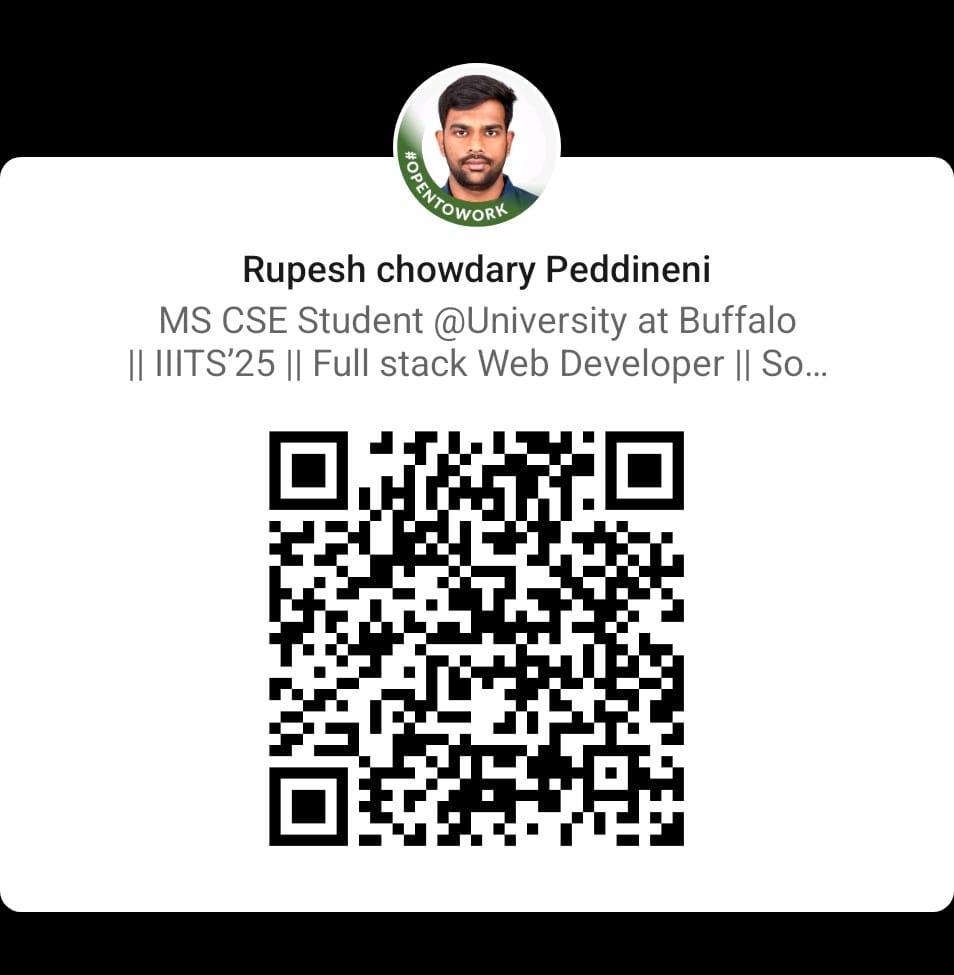 #OPENTOWORK
Rupesh chowdary Peddineni
MS CSE Student @University at Buffalo
|| IIITS’25 || Full stack Web Developer || So...